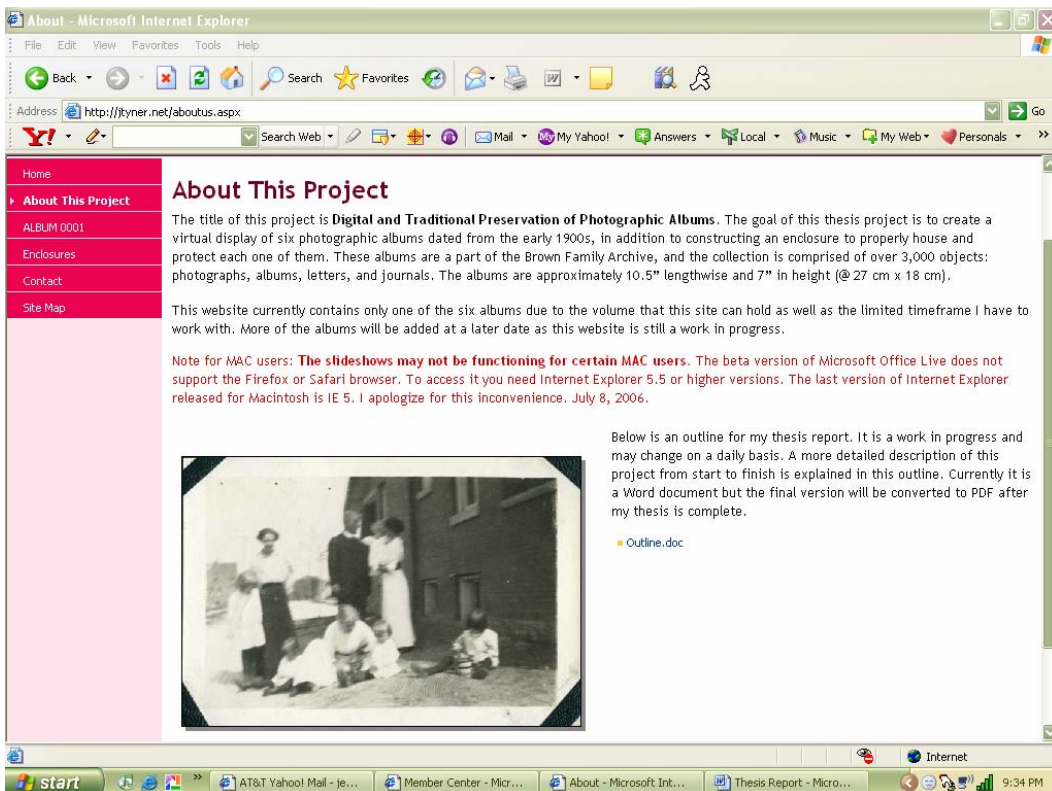 About - Microsoft Internet Explorer
File Edit View Favorites Tools Help
Back Search Favorites
Address http://jtyner.net/aboutus.aspx Go
Y! Search Web Mail My Yahoo! Answers Local Music My Web Personals »
Home
About This Project
ALBUM 0001
Enclosures
Contact
Site Map
About This Project
The title of this project is Digital and Traditional Preservation of Photographic Albums. The goal of this thesis project is to create a
virtual display of six photographic albums dated from the early 1900s, in addition to constructing an enclosure to properly house and
protect each one of them. These albums are a part of the Brown Family Archive, and the collection is comprised of over 3,000 objects:
photographs, albums, letters, and journals. The albums are approximately 10.5” lengthwise and 7” in height (@ 27 cm x 18 cm).
This website currently contains only one of the six albums due to the volume that this site can hold as well as the limited timeframe I have to
work with. More of the albums will be added at a later date as this website is still a work in progress.
Note for MAC users: The slideshows may not be functioning for certain MAC users. The beta version of Microsoft Office Live does not
support the Firefox or Safari browser. To access it you need Internet Explorer 5.5 or higher versions. The last version of Internet Explorer
released for Macintosh is IE 5. I apologize for this inconvenience. July 8, 2006.
Below is an outline for my thesis report. It is a work in progress and
may change on a daily basis. A more detailed description of this
project from start to finish is explained in this outline. Currently it is
a Word document but the final version will be converted to PDF after
my thesis is complete.
Outline.doc
Internet
start » AT&T Yahoo! Mail - je... Member Center - Micr... About - Microsoft Int... Thesis Report - Micro... 9:34 PM